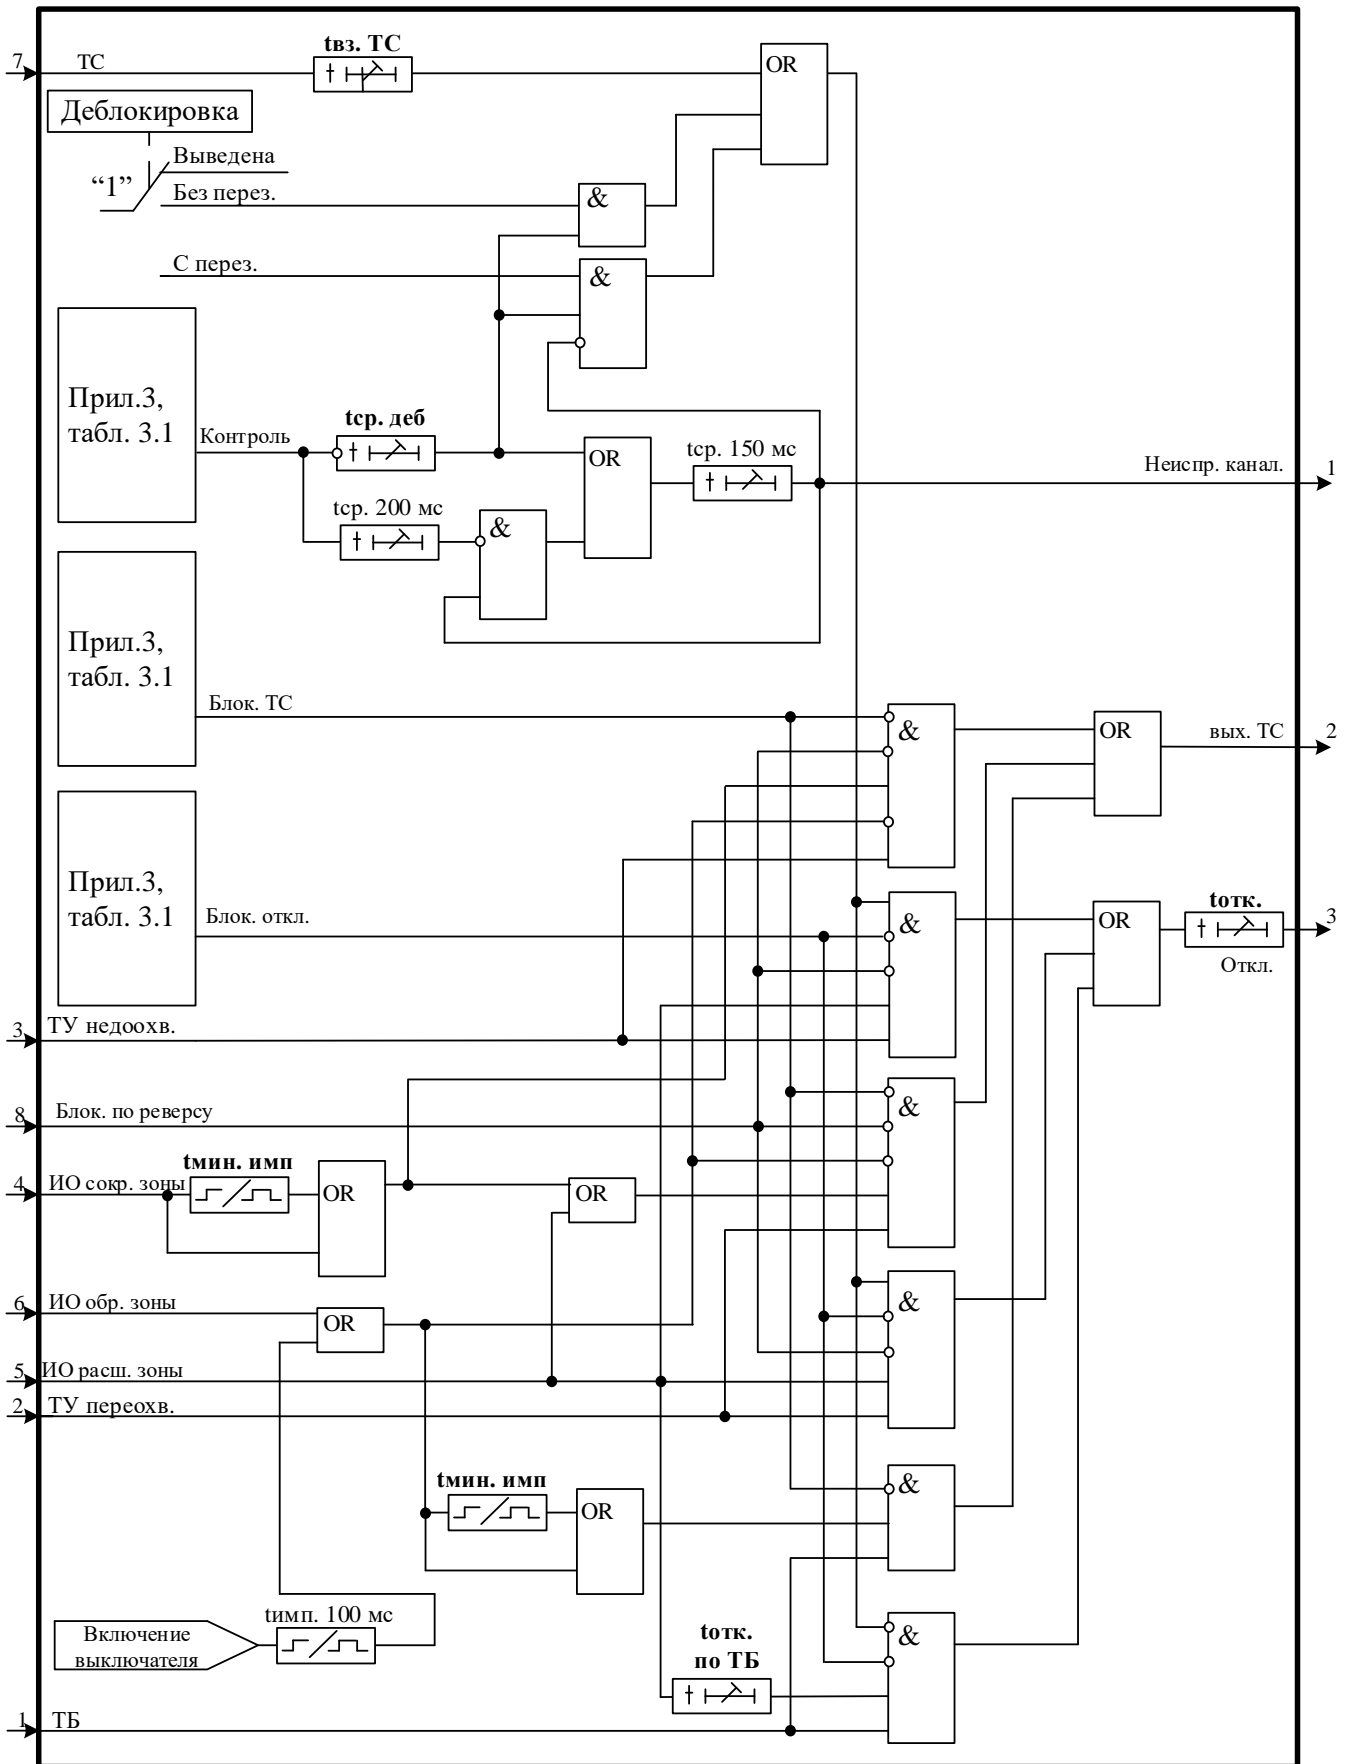 tвз. ТС
7
ТС
OR
Деблокировка
“1”
Выведена
Без перез.
&
С перез.
&
Прил.3,
табл. 3.1
Контроль
tср. деб
OR
tср. 150 мс
Неиспр. канал.
1
tср. 200 мс
&
Прил.3,
табл. 3.1
Блок. ТС
&
OR
вых. ТС
2
Прил.3,
табл. 3.1
Блок. откл.
&
OR
tотк.
3
Откл.
3
ТУ недоохв.
&
8
Блок. по реверсу
tмин. имп
4
ИО сокр. зоны
OR
OR
6
ИО обр. зоны
OR
&
5
ИО расш. зоны
2
ТУ переохв.
tмин. имп
OR
&
tимп. 100 мс
Включение
выключателя
tотк.
по ТБ
&
1
ТБ